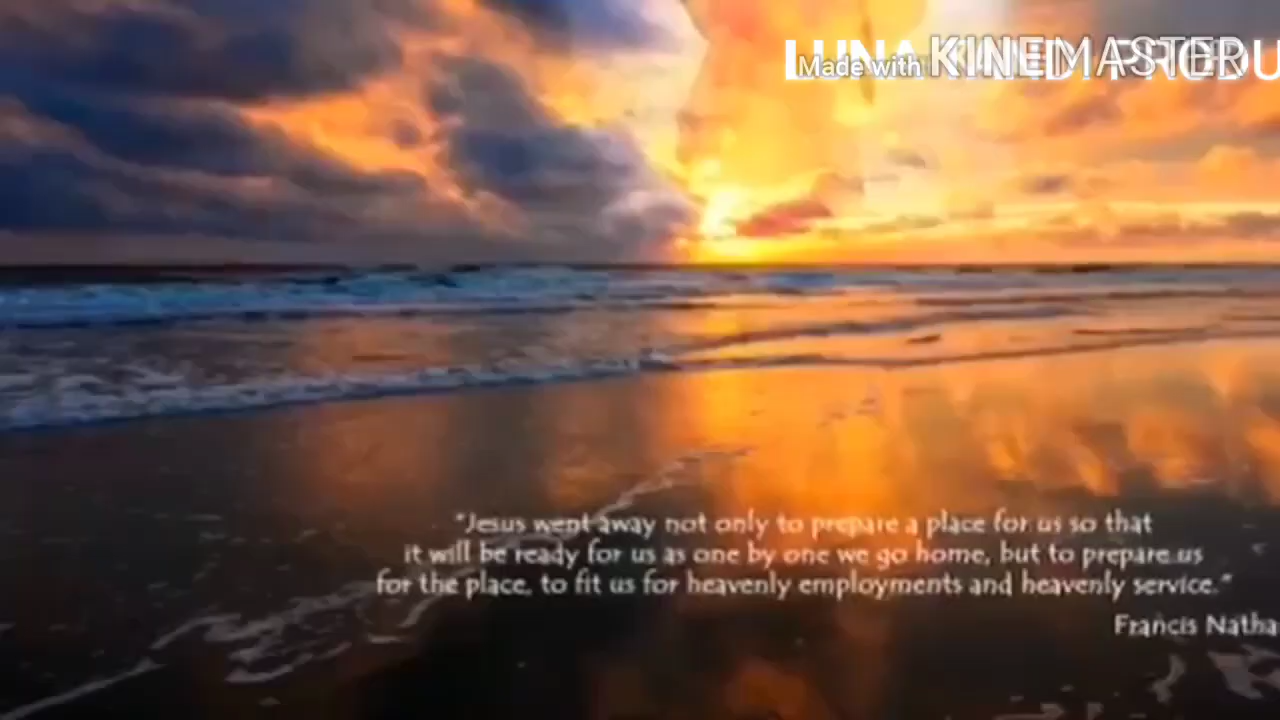 Made with KINEMASTER
"Jesus went away not only to prepare a place for us so that
it will be ready for us as one by one we go home, but to prepare us
for the place, to fit us for heavenly employments and heavenly service."
Francis Natha